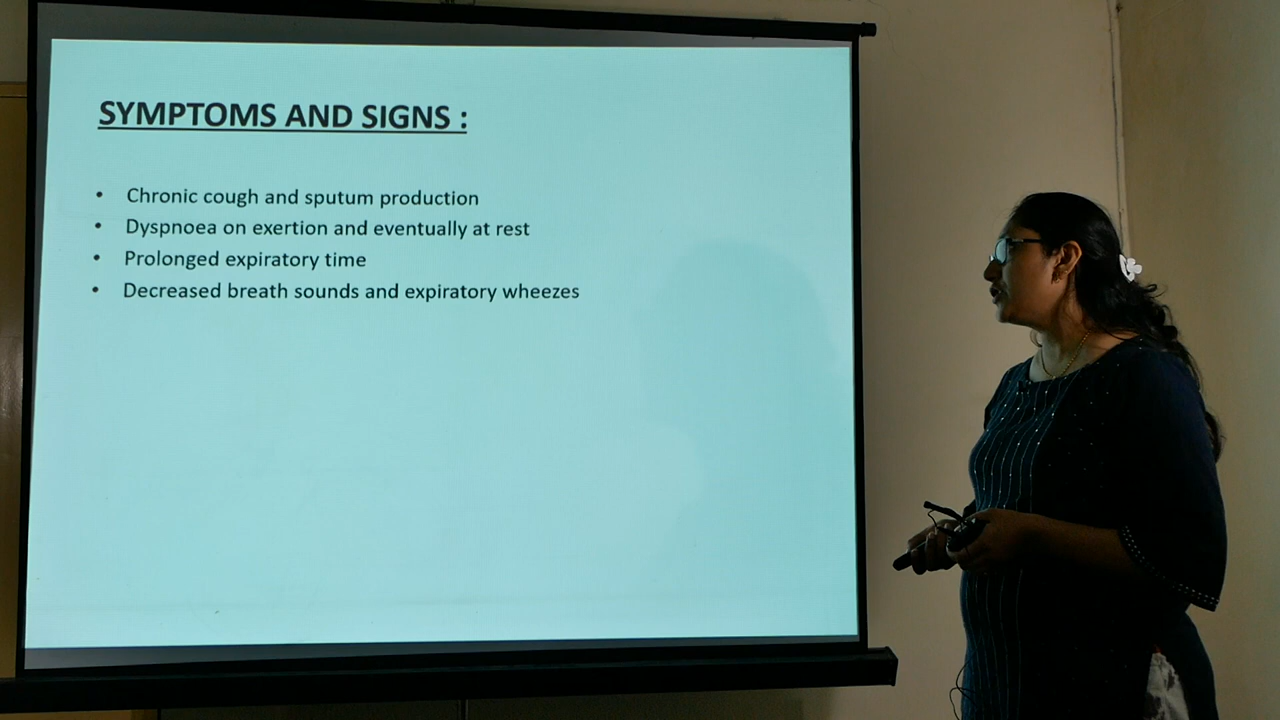 SYMPTOMS AND SIGNS :
• Chronic cough and sputum production
• Dyspnoea on exertion and eventually at rest
• Prolonged expiratory time
• Decreased breath sounds and expiratory wheezes